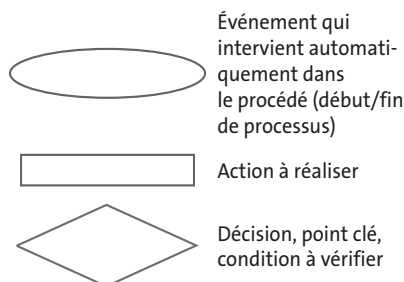 Événement qui
intervient automati-
quement dans
le procédé (début/fin
de processus)
Action à réaliser
Décision, point clé,
condition à vérifier